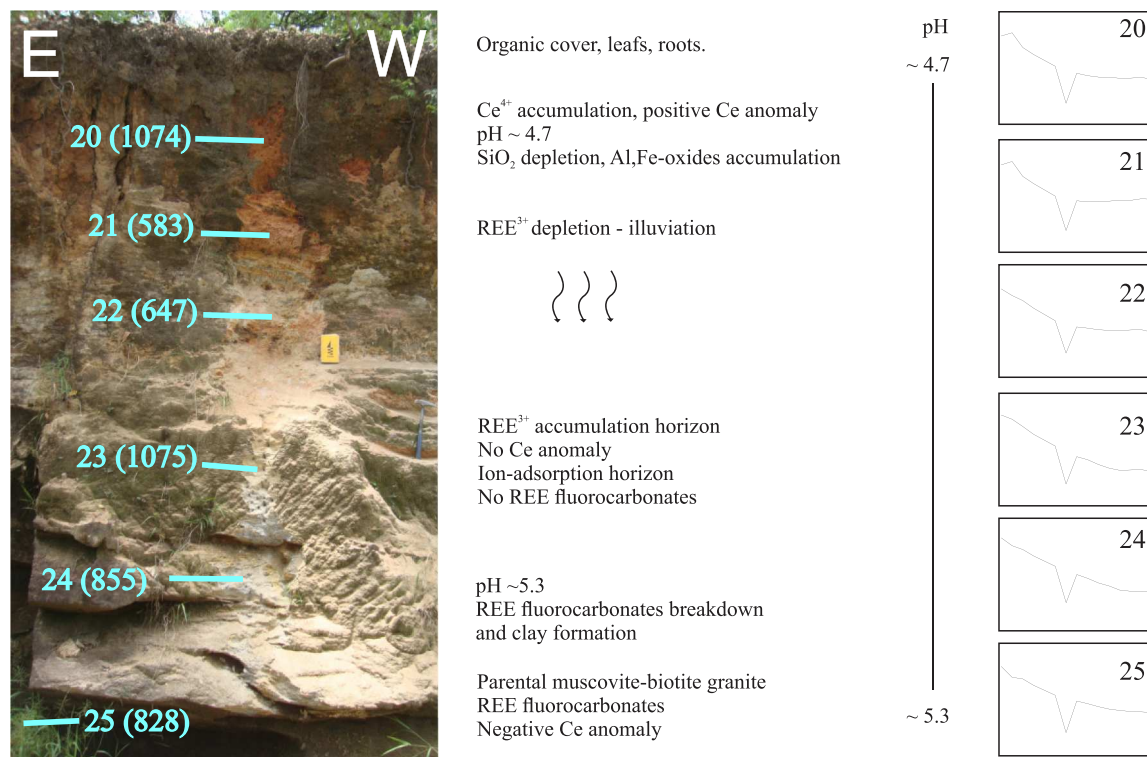 E
W
20 (1074)
21 (583)
22 (647)
23 (1075)
24 (855)
25 (828)
Organic cover, leafs, roots.
Ce⁴⁺ accumulation, positive Ce anomaly
pH ~ 4.7
SiO₂ depletion, Al,Fe-oxides accumulation
REE³⁺ depletion - illuviation
REE³⁺ accumulation horizon
No Ce anomaly
Ion-adsorption horizon
No REE fluorocarbonates
pH ~5.3
REE fluorocarbonates breakdown
and clay formation
Parental muscovite-biotite granite
REE fluorocarbonates
Negative Ce anomaly
pH
~ 4.7
~ 5.3
20
21
22
23
24
25